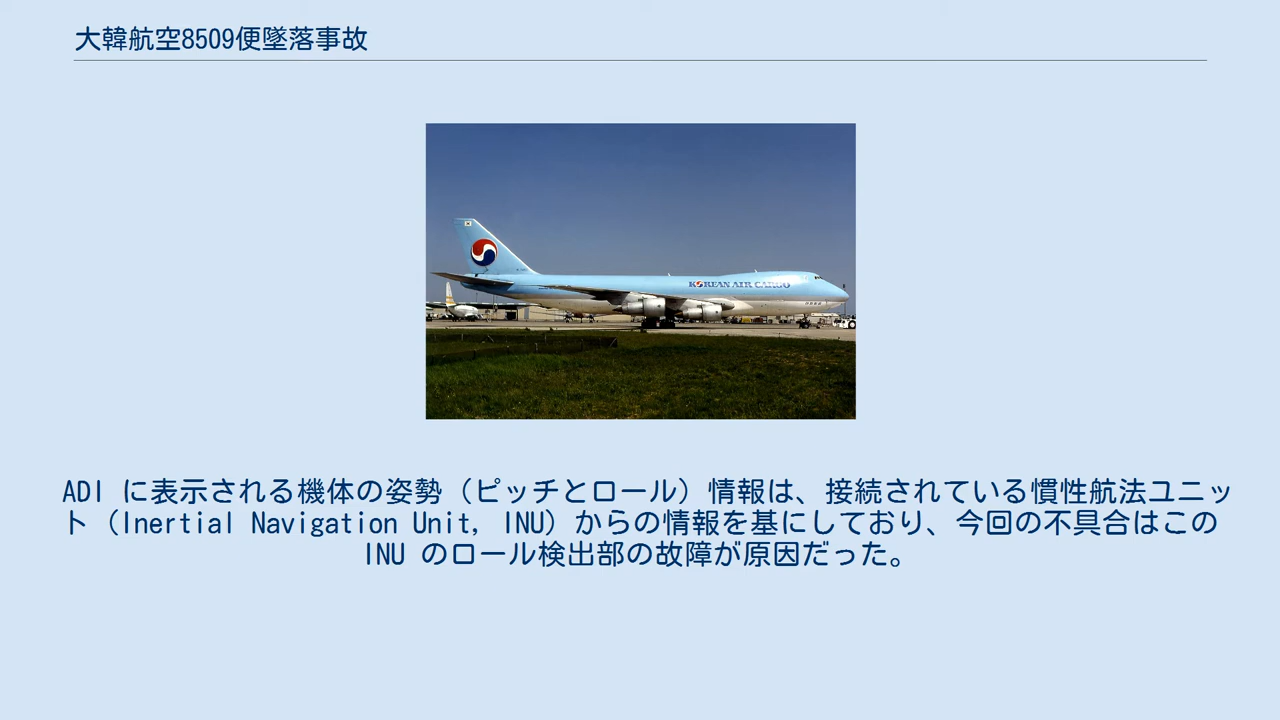 大韓航空8509便墜落事故
KOREAN AIR CARGO
ADI に表示される機体の姿勢（ピッチとロール）情報は、接続されている慣性航法ユニッ
ト（Inertial Navigation Unit, INU）からの情報を基にしており、今回の不具合はこの
INU のロール検出部の故障が原因だった。